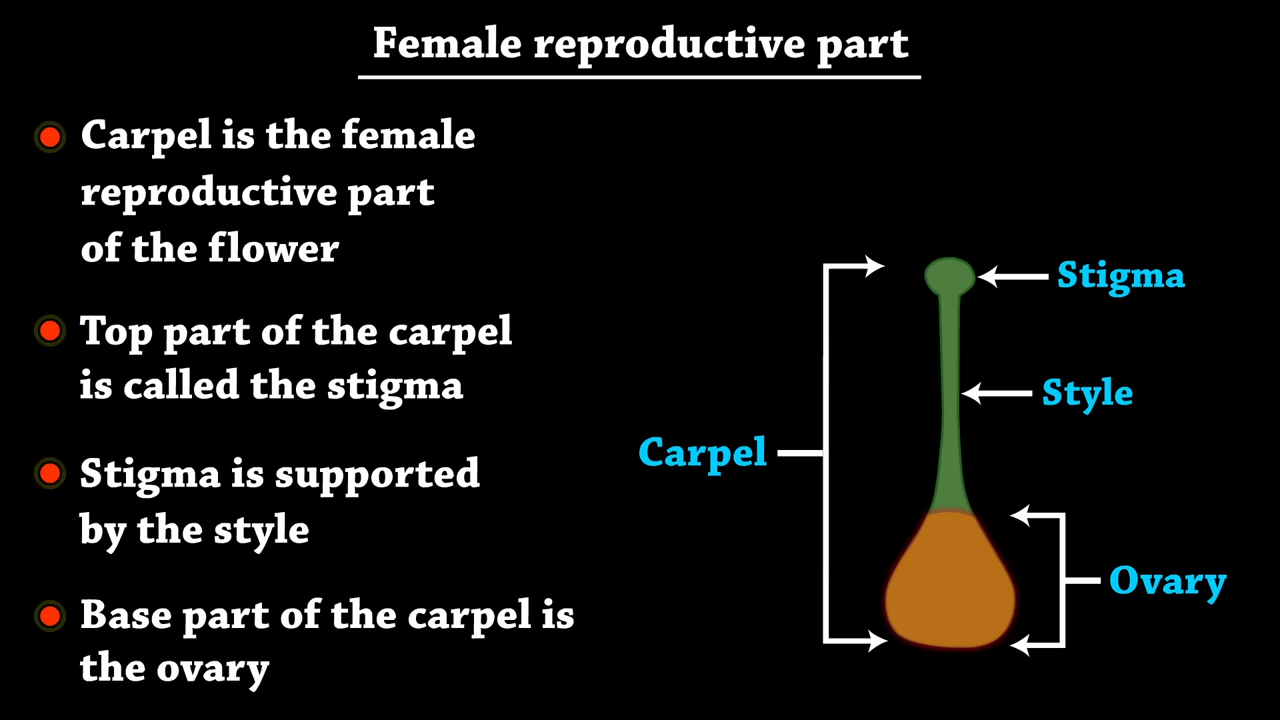 Female reproductive part
Carpel is the female
reproductive part
of the flower
Top part of the carpel
is called the stigma
Stigma is supported
by the style
Base part of the carpel is
the ovary
Stigma
Style
Carpel
Ovary